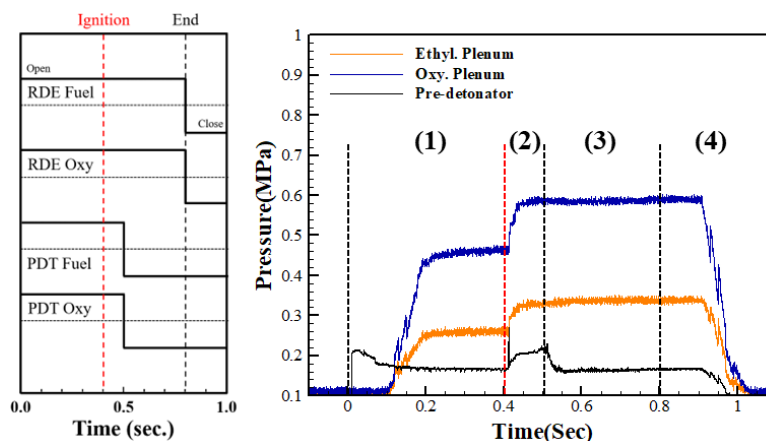 Ignition
End
Open
RDE Fuel
Close
RDE Oxy
PDT Fuel
PDT Oxy
0.0
0.5
1.0
Time (sec.)
Ethyl. Plenum
Oxy. Plenum
Pre-detonator
(1)
(2)
(3)
(4)
1
0.9
0.8
0.7
0.6
0.5
0.4
0.3
0.2
0.1
Pressure(MPa)
0
0.2
0.4
0.6
0.8
1
Time(Sec)